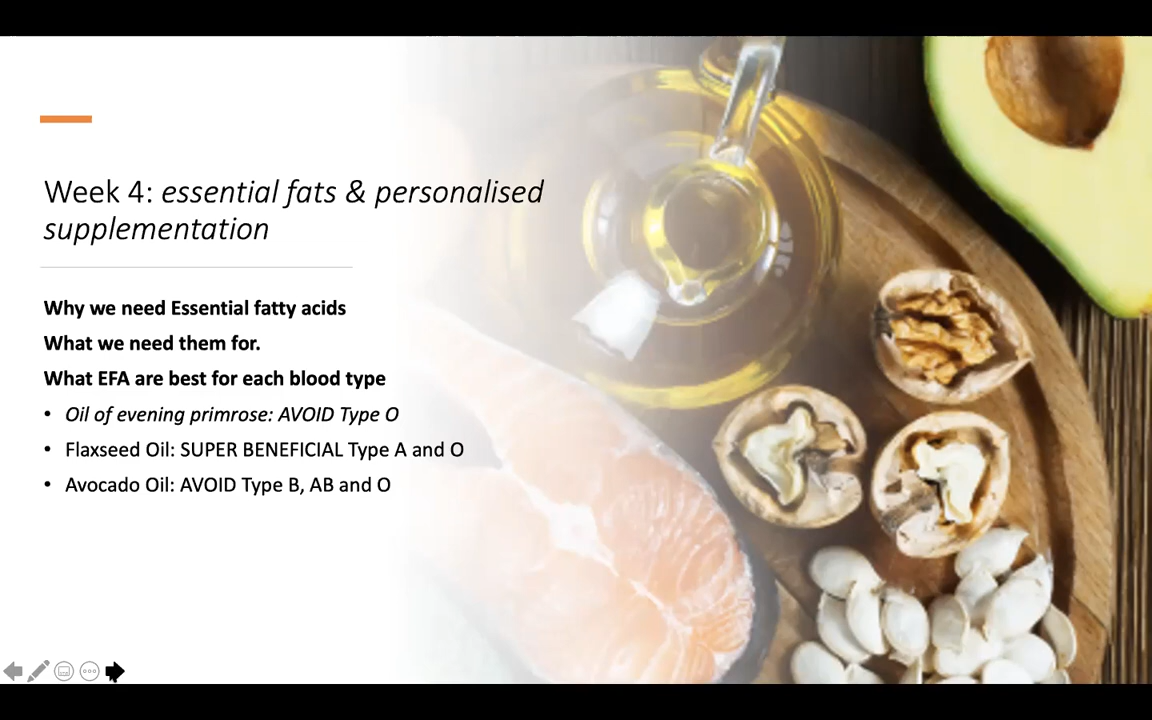 Week 4: essential fats & personalised
supplementation
Why we need Essential fatty acids
What we need them for.
What EFA are best for each blood type
• Oil of evening primrose: AVOID Type O
• Flaxseed Oil: SUPER BENEFICIAL Type A and O
• Avocado Oil: AVOID Type B, AB and O